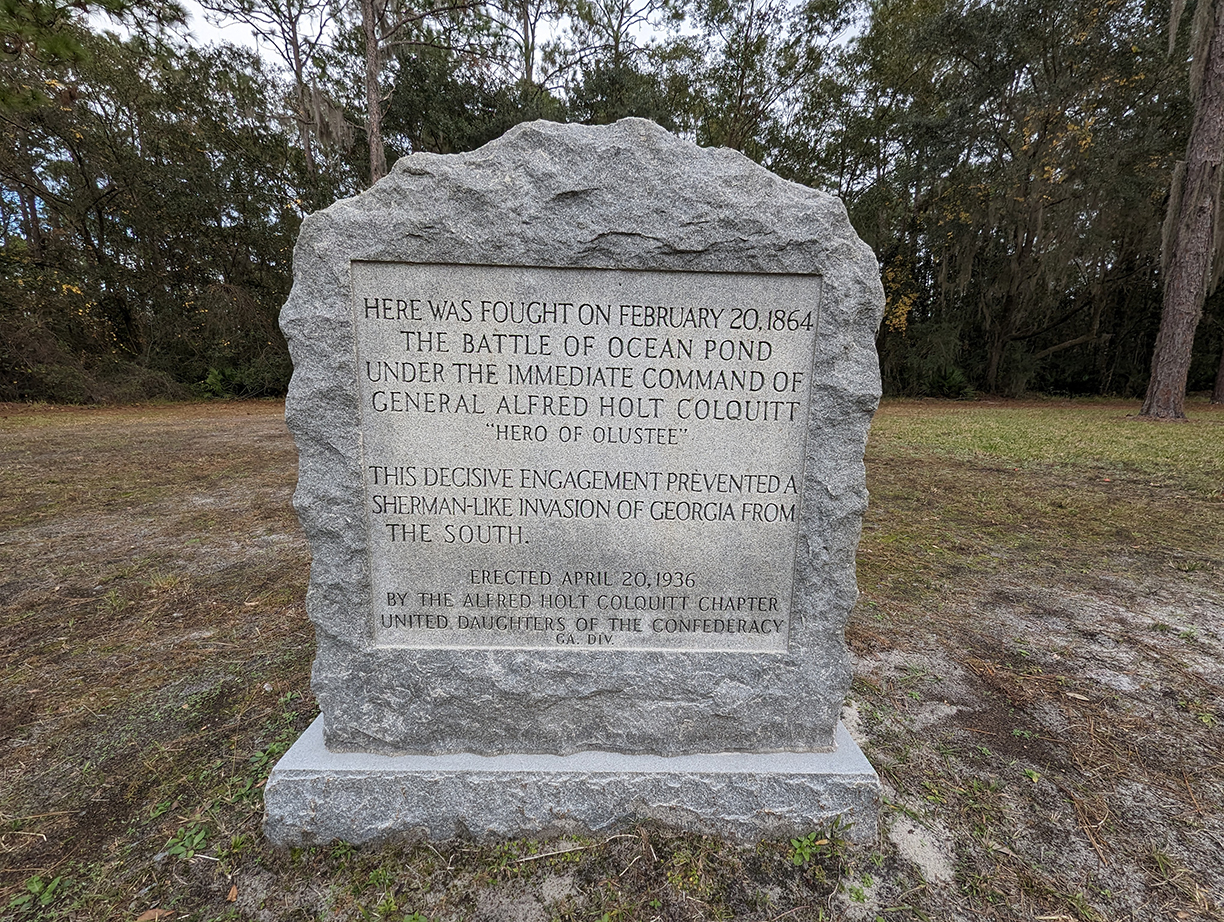 HERE WAS FOUGHT ON FEBRUARY 20, 1864
THE BATTLE OF OCEAN POND
UNDER THE IMMEDIATE COMMAND OF
GENERAL ALFRED HOLT COLQUITT
"HERO OF OLUSTEE"
THIS DECISIVE ENGAGEMENT PREVENTED A
SHERMAN-LIKE INVASION OF GEORGIA FROM
THE SOUTH.
ERECTED APRIL 20, 1936
BY THE ALFRED HOLT COLQUITT CHAPTER
UNITED DAUGHTERS OF THE CONFEDERACY
GA. DIV.